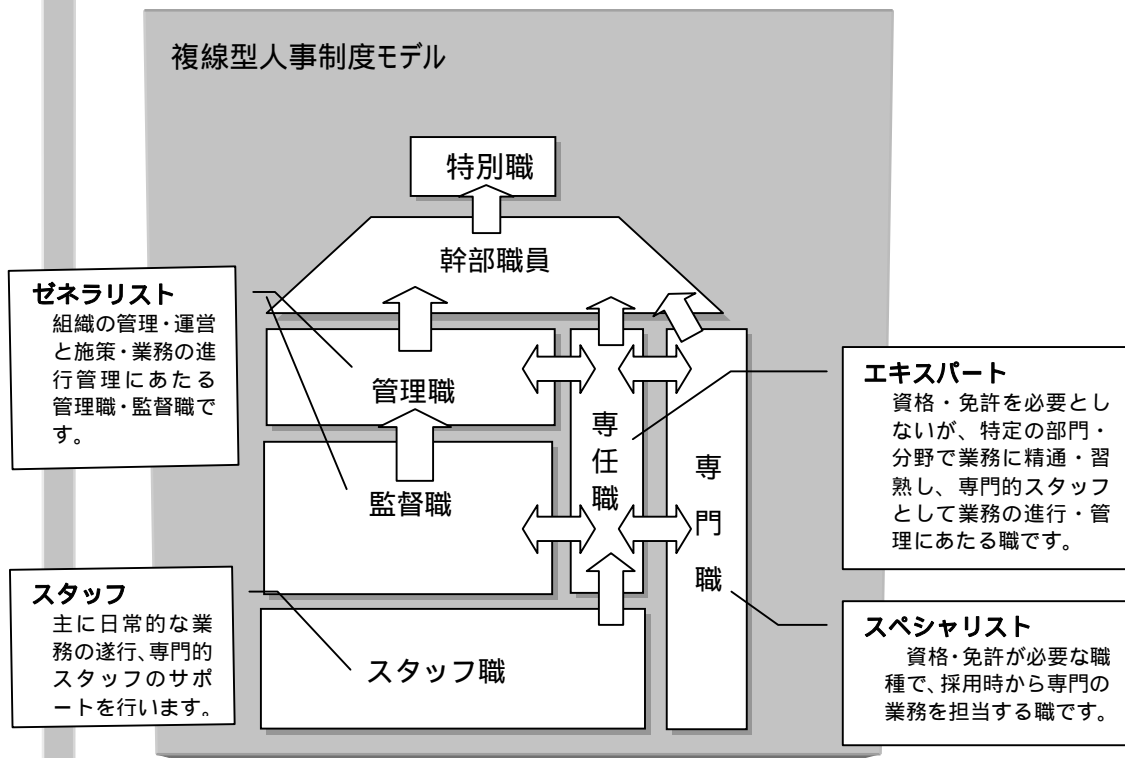 複線型人事制度モデル
特別職
幹部職員
ゼネラリスト
組織の管理・運営
と施策・業務の進
行管理にあたる
管理職・監督職で
す。
管理職
監督職
専任職
専門職
エキスパート
資格・免許を必要とし
ないが、特定の部門・
分野で業務に精通・習
熟し、専門的スタッフ
として業務の進行・管
理にあたる職です。
スタッフ
主に日常的な業
務の遂行、専門的
スタッフのサポ
ートを行います。
スタッフ職
スペシャリスト
資格・免許が必要な職
種で、採用時から専門の
業務を担当する職です。